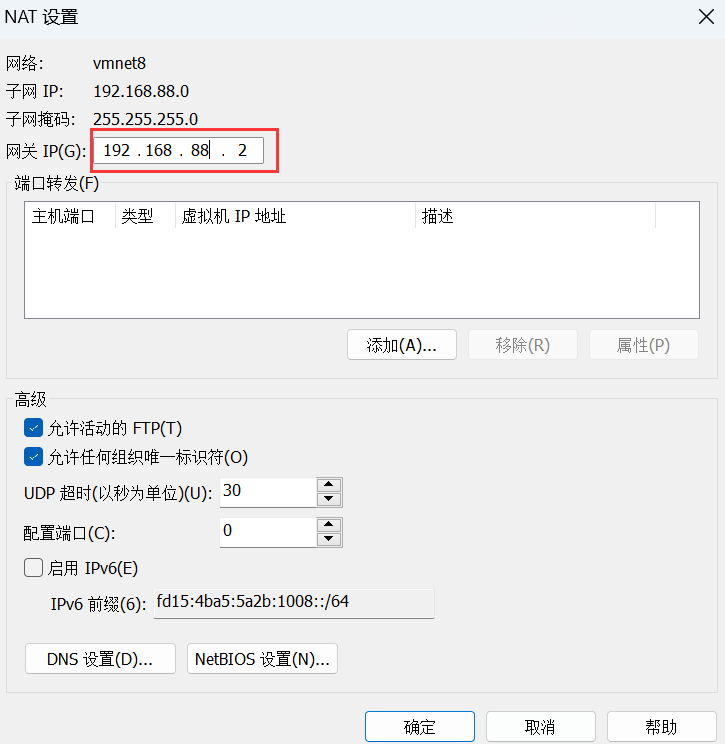 NAT 设置
网络: vmnet8
子网 IP: 192.168.88.0
子网掩码: 255.255.255.0
网关 IP(G): 192 . 168 . 88 . 2
端口转发(F)
主机端口 类型 虚拟机 IP 地址 描述
添加(A)... 移除(R) 属性(P)
高级
允许活动的 FTP(T)
允许任何组织唯一标识符(O)
UDP 超时(以秒为单位)(U): 30
配置端口(C): 0
启用 IPv6(E)
IPv6 前缀(6): fd15:4ba5:5a2b:1008::/64
DNS 设置(D)... NetBIOS 设置(N)...
确定 取消 帮助